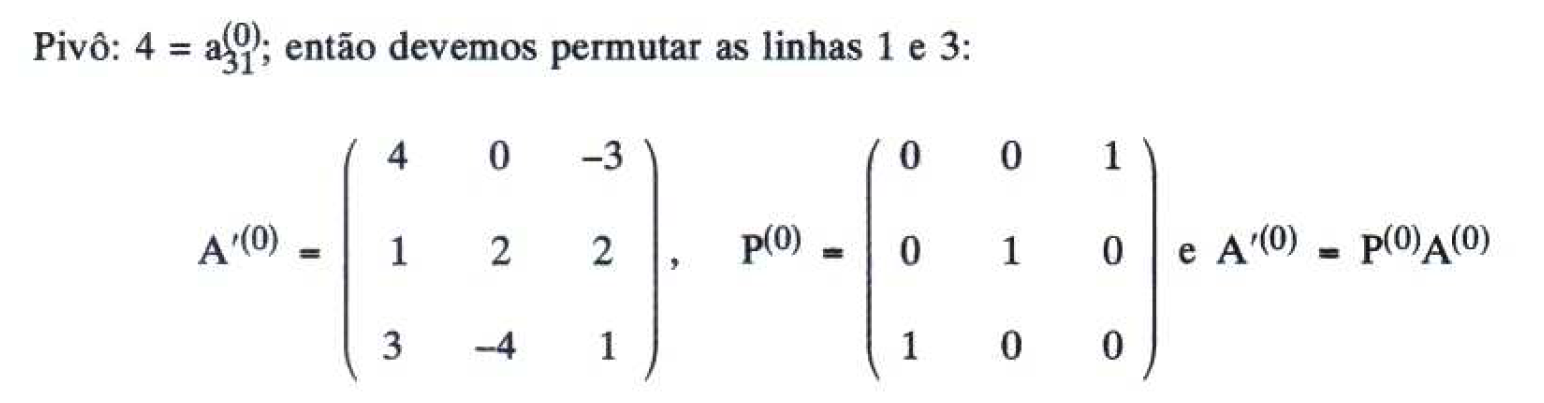 Pivô: 4 = a₃₁⁽⁰⁾; então devemos permutar as linhas 1 e 3:
4 0 –3 0 0 1
A′⁽⁰⁾ = 1 2 2 , P⁽⁰⁾ = 0 1 0 e A′⁽⁰⁾ = P⁽⁰⁾A⁽⁰⁾
3 –4 1 1 0 0